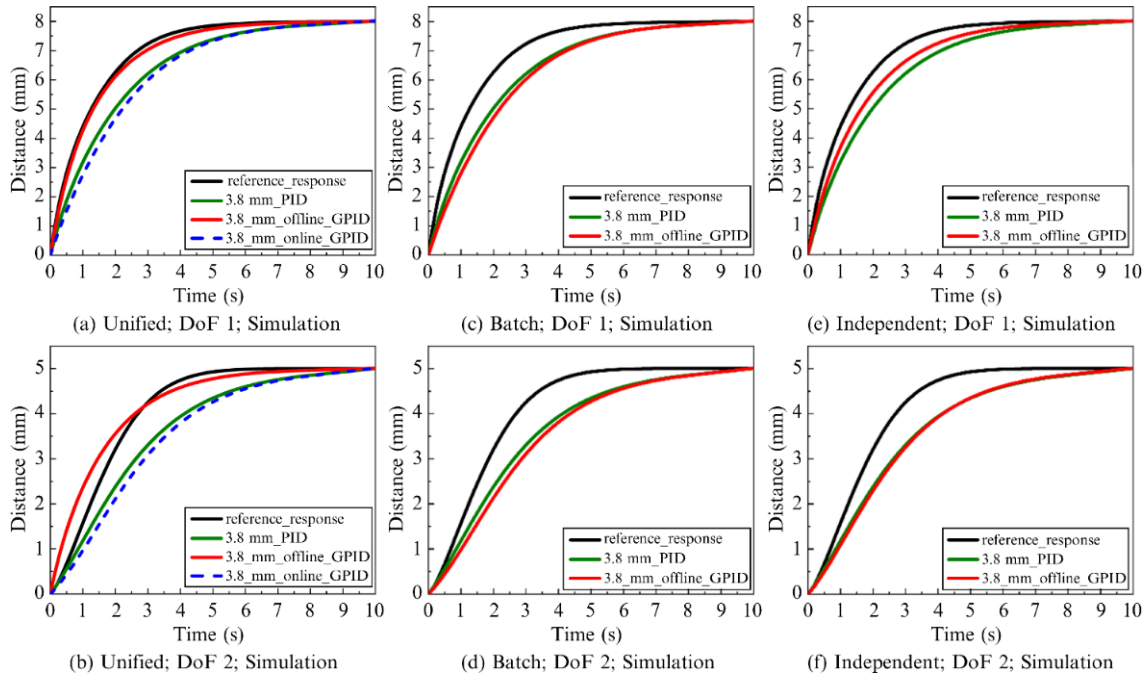 8
7
6
5
4
3
2
1
0
Distance (mm)
reference_response
3.8 mm_PID
3.8_mm_offline_GPID
3.8_mm_online_GPID
0 1 2 3 4 5 6 7 8 9 10
Time (s)
(a) Unified; DoF 1; Simulation
8
7
6
5
4
3
2
1
0
Distance (mm)
reference_response
3.8 mm_PID
3.8_mm_offline_GPID
0 1 2 3 4 5 6 7 8 9 10
Time (s)
(c) Batch; DoF 1; Simulation
8
7
6
5
4
3
2
1
0
Distance (mm)
reference_response
3.8 mm_PID
3.8_mm_offline_GPID
0 1 2 3 4 5 6 7 8 9 10
Time (s)
(e) Independent; DoF 1; Simulation
5
4
3
2
1
0
Distance (mm)
reference_response
3.8 mm_PID
3.8_mm_offline_GPID
3.8_mm_online_GPID
0 1 2 3 4 5 6 7 8 9 10
Time (s)
(b) Unified; DoF 2; Simulation
5
4
3
2
1
0
Distance (mm)
reference_response
3.8 mm_PID
3.8_mm_offline_GPID
0 1 2 3 4 5 6 7 8 9 10
Time (s)
(d) Batch; DoF 2; Simulation
5
4
3
2
1
0
Distance (mm)
reference_response
3.8 mm_PID
3.8_mm_offline_GPID
0 1 2 3 4 5 6 7 8 9 10
Time (s)
(f) Independent; DoF 2; Simulation